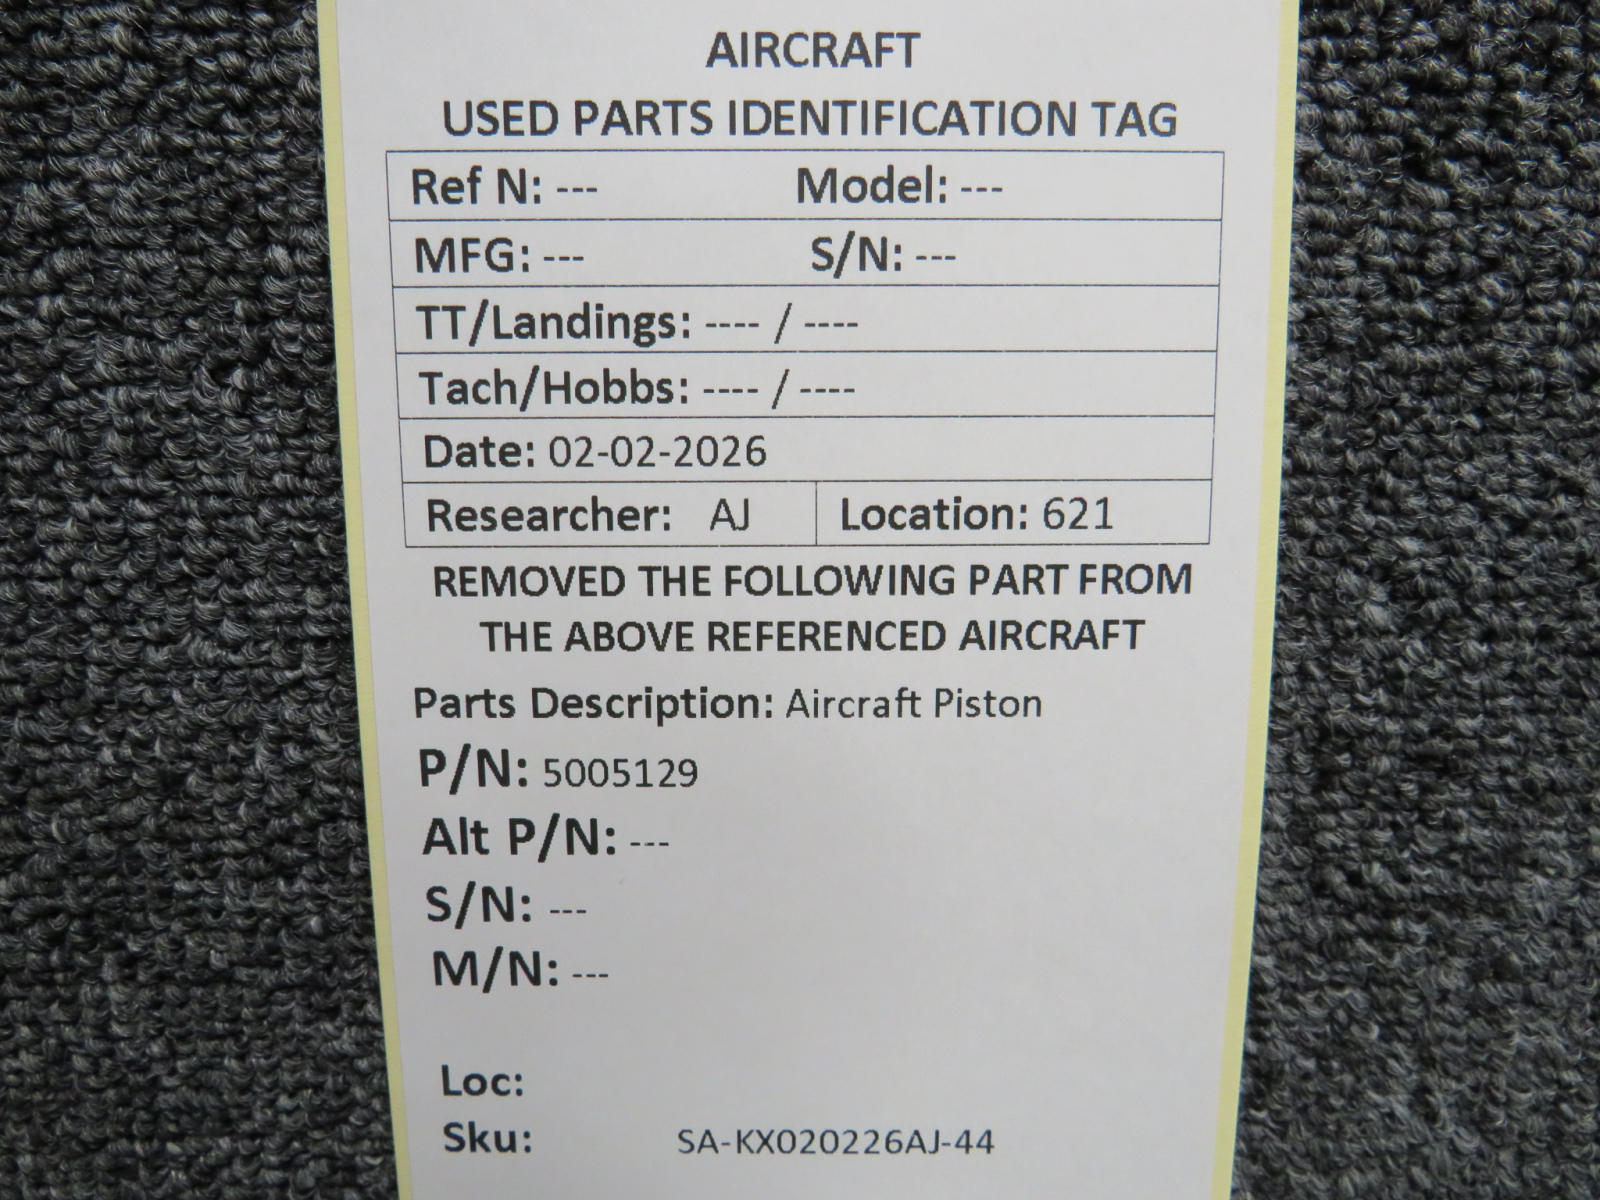 AIRCRAFT
USED PARTS IDENTIFICATION TAG
Ref N: --- Model: ---
MFG: --- S/N: ---
TT/Landings: ---- / ----
Tach/Hobbs: ---- / ----
Date: 02-02-2026
Researcher: AJ Location: 621
REMOVED THE FOLLOWING PART FROM
THE ABOVE REFERENCED AIRCRAFT
Parts Description: Aircraft Piston
P/N: 5005129
Alt P/N: ---
S/N: ---
M/N: ---
Loc:
Sku: SA-KX020226AJ-44